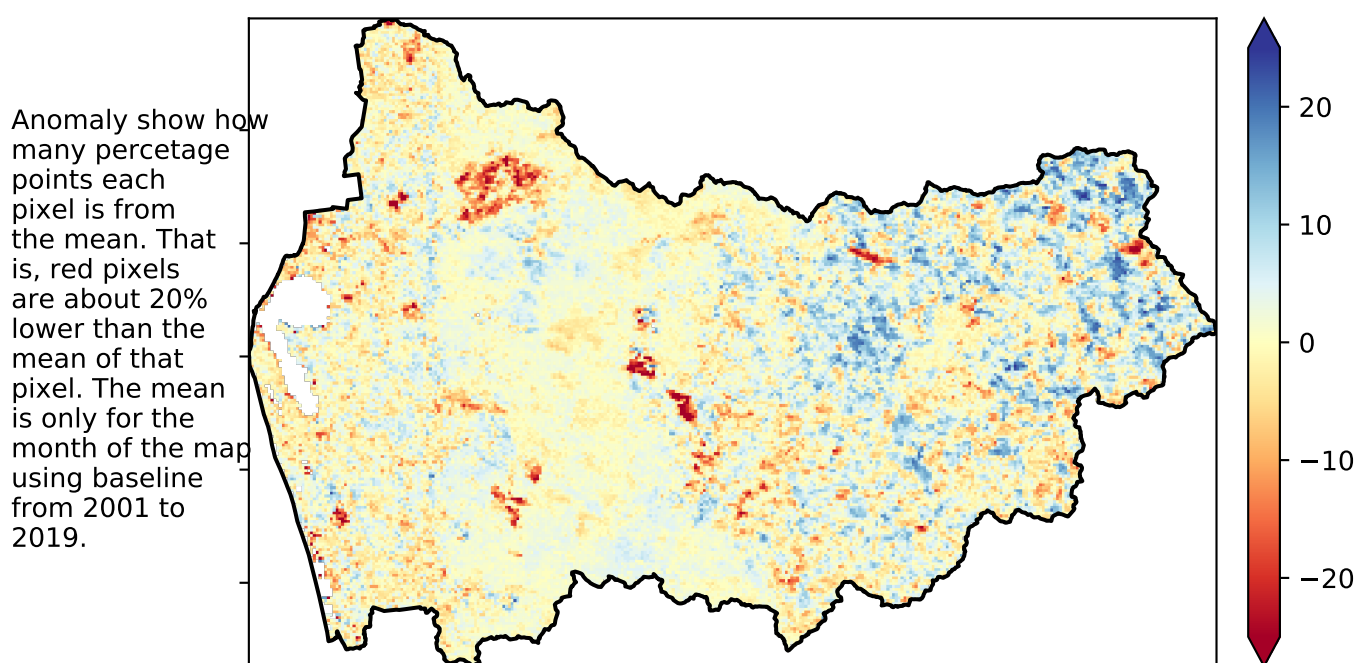 Anomaly show how
many percetage
points each
pixel is from
the mean. That
is, red pixels
are about 20%
lower than the
mean of that
pixel. The mean
is only for the
month of the map
using baseline
from 2001 to
2019.
20
10
0
−10
−20